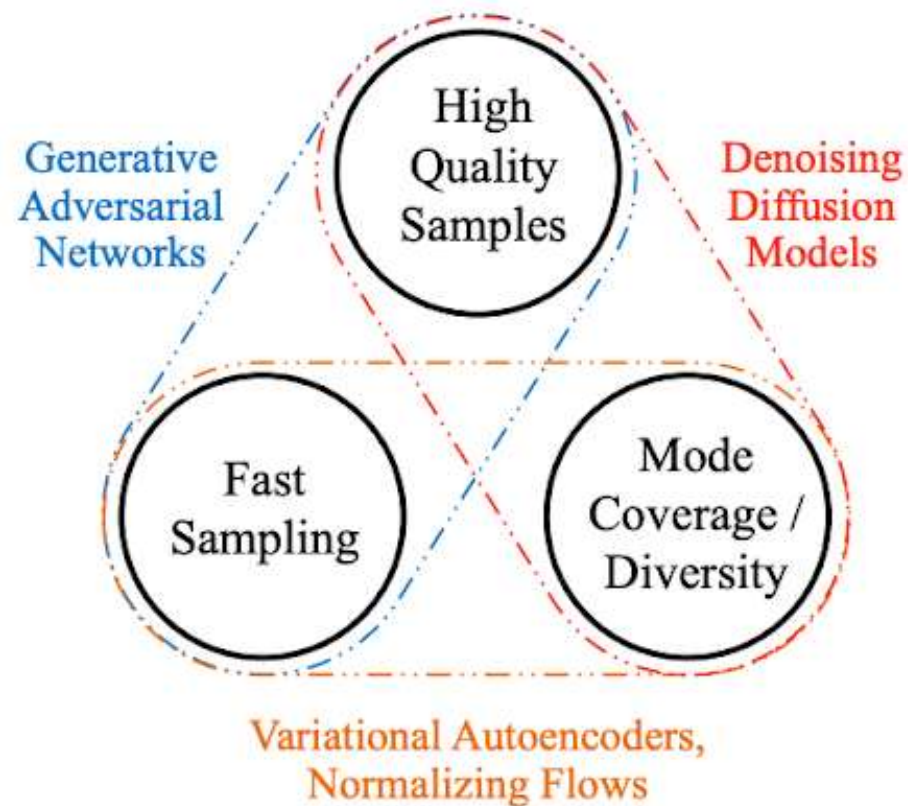 High
Quality
Samples
Generative
Adversarial
Networks
Denoising
Diffusion
Models
Fast
Sampling
Mode
Coverage /
Diversity
Variational Autoencoders,
Normalizing Flows